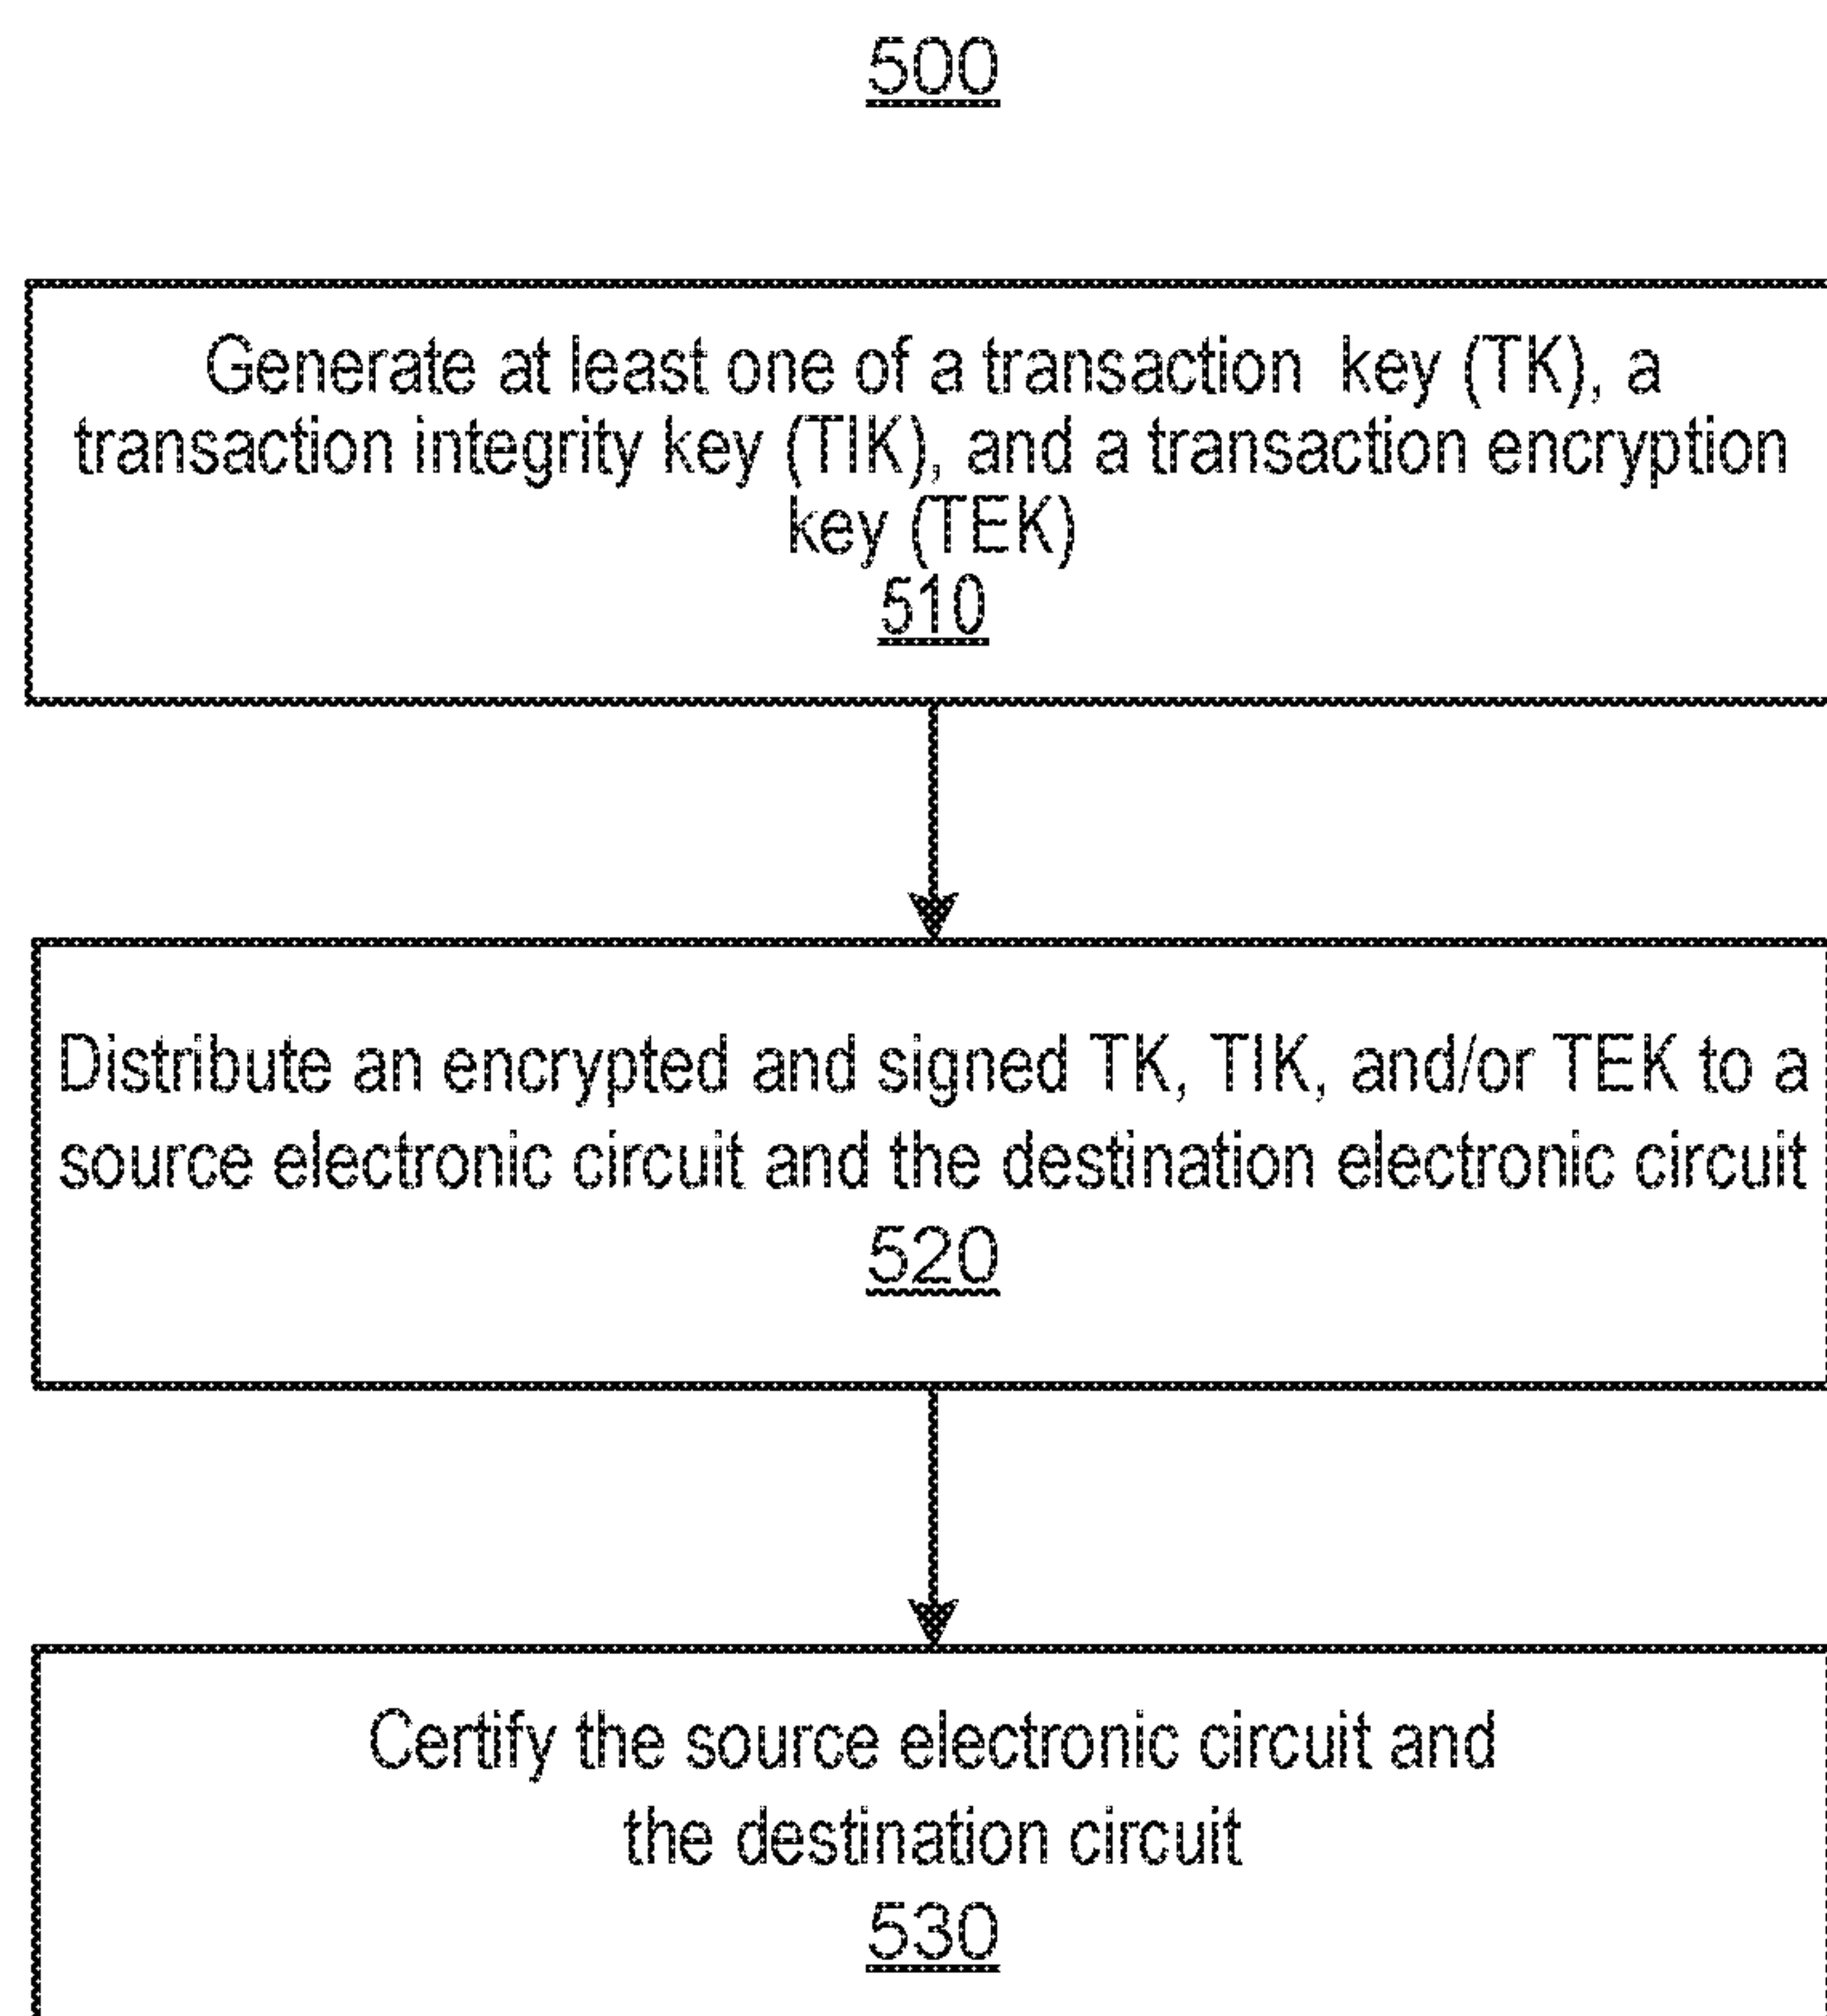 500
Generate at least one of a transaction key (TK), a
transaction integrity key (TIK), and a transaction encryption
key (TEK)
510
Distribute an encrypted and signed TK, TIK, and/or TEK to a
source electronic circuit and the destination electronic circuit
520
Certify the source electronic circuit and
the destination circuit
530